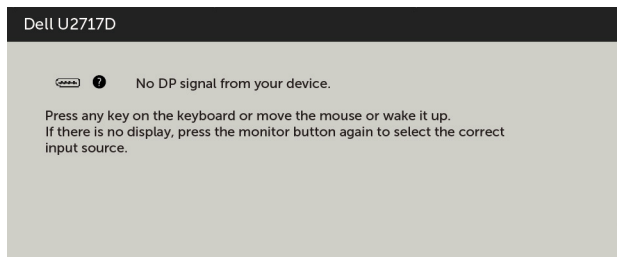 Dell U2717D
? No DP signal from your device.
Press any key on the keyboard or move the mouse or wake it up.
If there is no display, press the monitor button again to select the correct
input source.